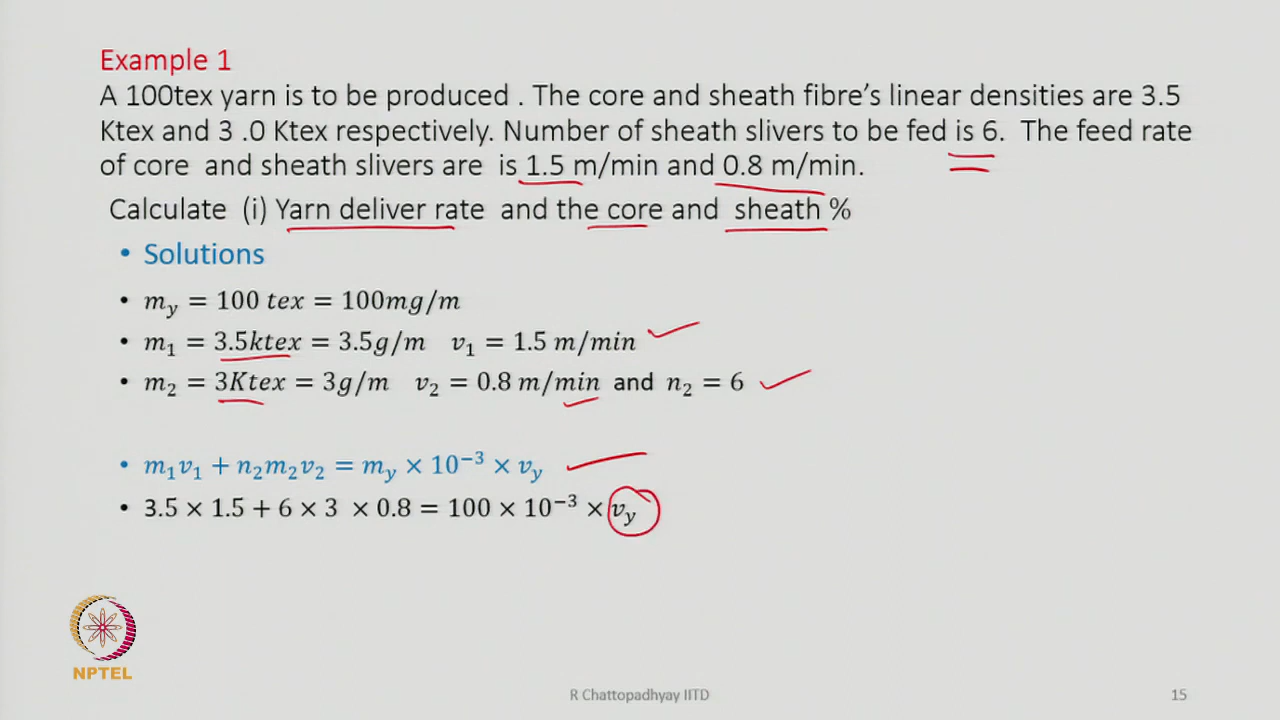 Example 1
A 100tex yarn is to be produced . The core and sheath fibre's linear densities are 3.5
Ktex and 3 .0 Ktex respectively. Number of sheath slivers to be fed is 6. The feed rate
of core and sheath slivers are is 1.5 m/min and 0.8 m/min.
Calculate (i) Yarn deliver rate and the core and sheath %
• Solutions
• m_y = 100 tex = 100mg/m
• m_1 = 3.5ktex = 3.5g/m v_1 = 1.5 m/min
• m_2 = 3Ktex = 3g/m v_2 = 0.8 m/min and n_2 = 6
• m_1v_1 + n_2m_2v_2 = m_y × 10^{-3} × v_y
• 3.5 × 1.5 + 6 × 3 × 0.8 = 100 × 10^{-3} × v_y
NPTEL
R Chattopadhyay IITD
15